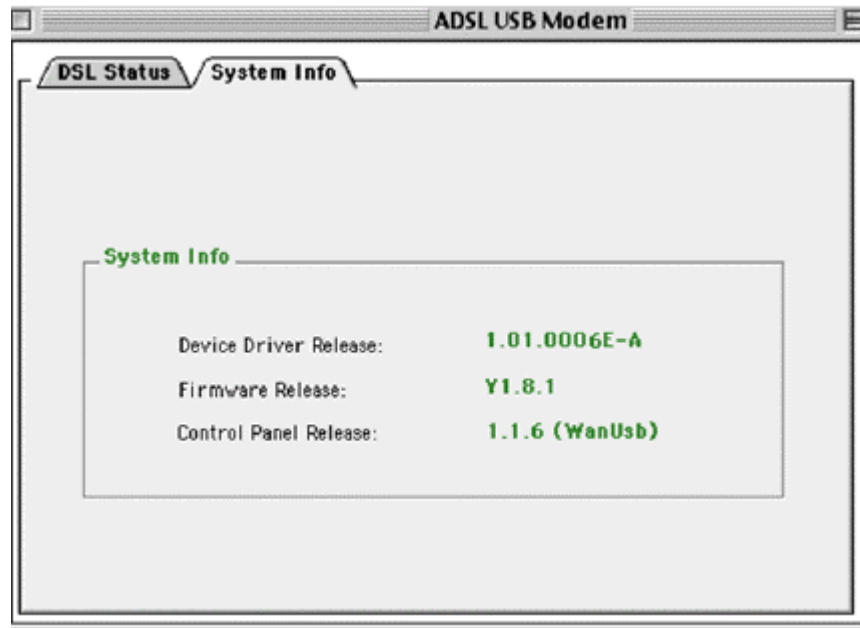 ADSL USB Modem
DSL Status System Info
System Info
Device Driver Release: 1.01.0006E-A
Firmware Release: Y1.8.1
Control Panel Release: 1.1.6 (WanUsb)